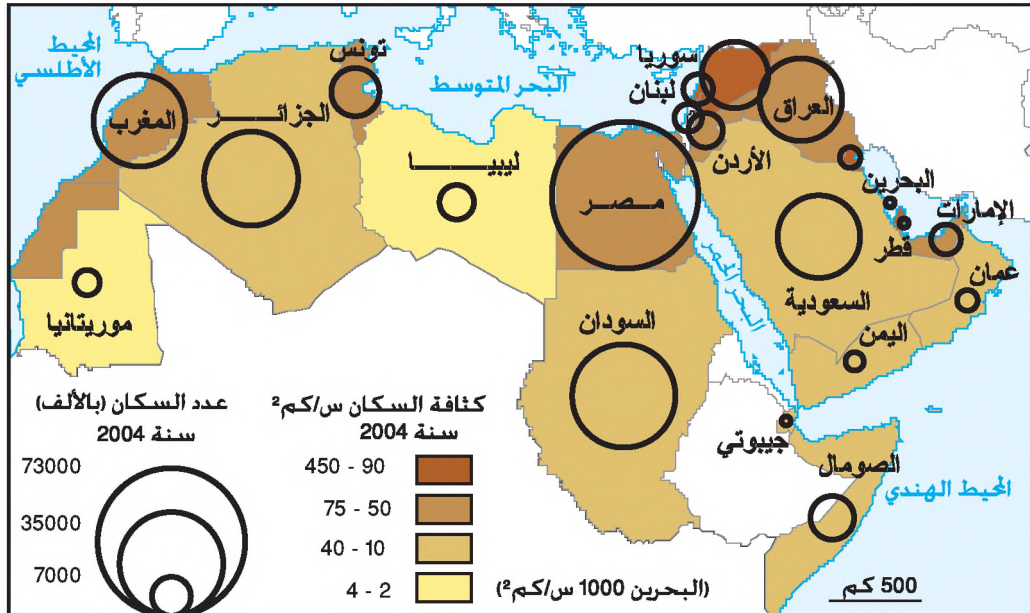 المحيط
الأطلسي
المغرب
الجزائر
تونس
البحر المتوسط
ليبيا
مصر
سوريا
لبنان
العراق
الأردن
البحرين
الإمارات
قطر
عمان
السعودية
اليمن
البحر الأحمر
السودان
موريتانيا
جيبوتي
الصومال
المحيط الهندي
عدد السكان (بالألف)
سنة 2004
73000
35000
7000
كثافة السكان س/كم²
سنة 2004
450 - 90
75 - 50
40 - 10
4 - 2
(البحرين 1000 س/كم²)
500 كم